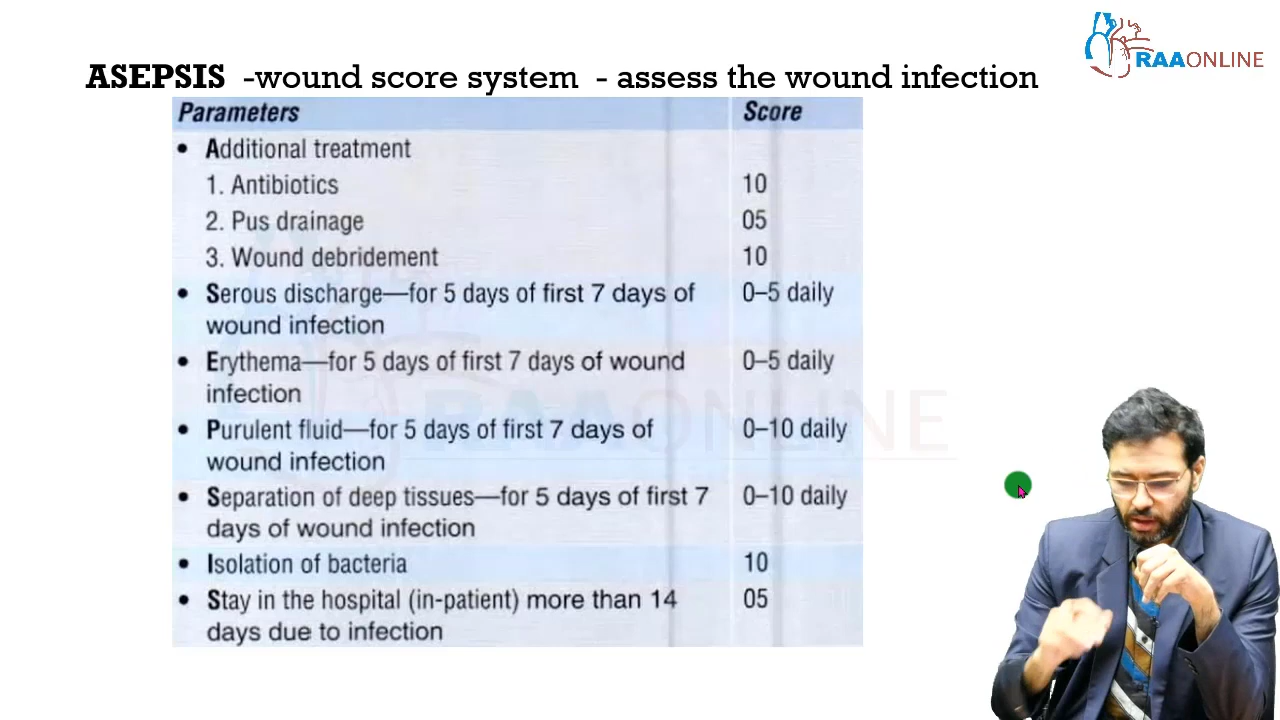 RAAONLINE
ASEPSIS -wound score system - assess the wound infection
Parameters Score
• Additional treatment
1. Antibiotics 10
2. Pus drainage 05
3. Wound debridement 10
• Serous discharge—for 5 days of first 7 days of 0–5 daily
wound infection
• Erythema—for 5 days of first 7 days of wound 0–5 daily
infection
• Purulent fluid—for 5 days of first 7 days of 0–10 daily
wound infection
RAAONLINE
• Separation of deep tissues—for 5 days of first 7 0–10 daily
days of wound infection
• Isolation of bacteria 10
• Stay in the hospital (in-patient) more than 14 05
days due to infection